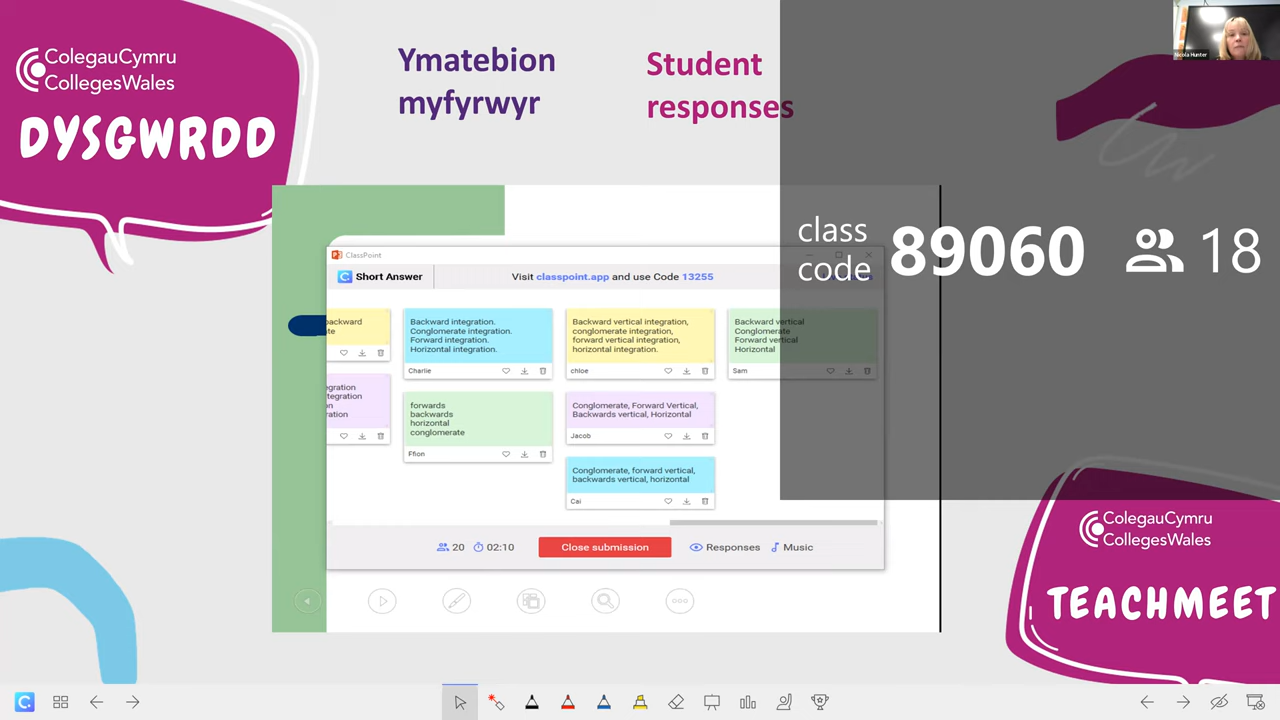 ColegauCymru
CollegesWales
DYSGWRDD
Ymatebion
myfyrwyr
Student
responses
Nicola Hunter
class
code
89060
18
ClassPoint
Short Answer
Visit classpoint.app and use Code 13255
backward
Backward integration.
Conglomerate integration.
Forward integration.
Horizontal integration.
Charlie
Backward vertical integration,
conglomerate integration,
forward vertical integration,
horizontal integration.
chloe
Backward vertical
Conglomerate
Forward vertical
Horizontal
Sam
forwards
backwards
horizontal
conglomerate
Ffion
Conglomerate, Forward Vertical,
Backwards vertical, Horizontal
Jacob
Conglomerate, forward vertical,
backwards vertical, horizontal
Cai
20
02:10
Close submission
Responses
Music
ColegauCymru
CollegesWales
TEACHMEET